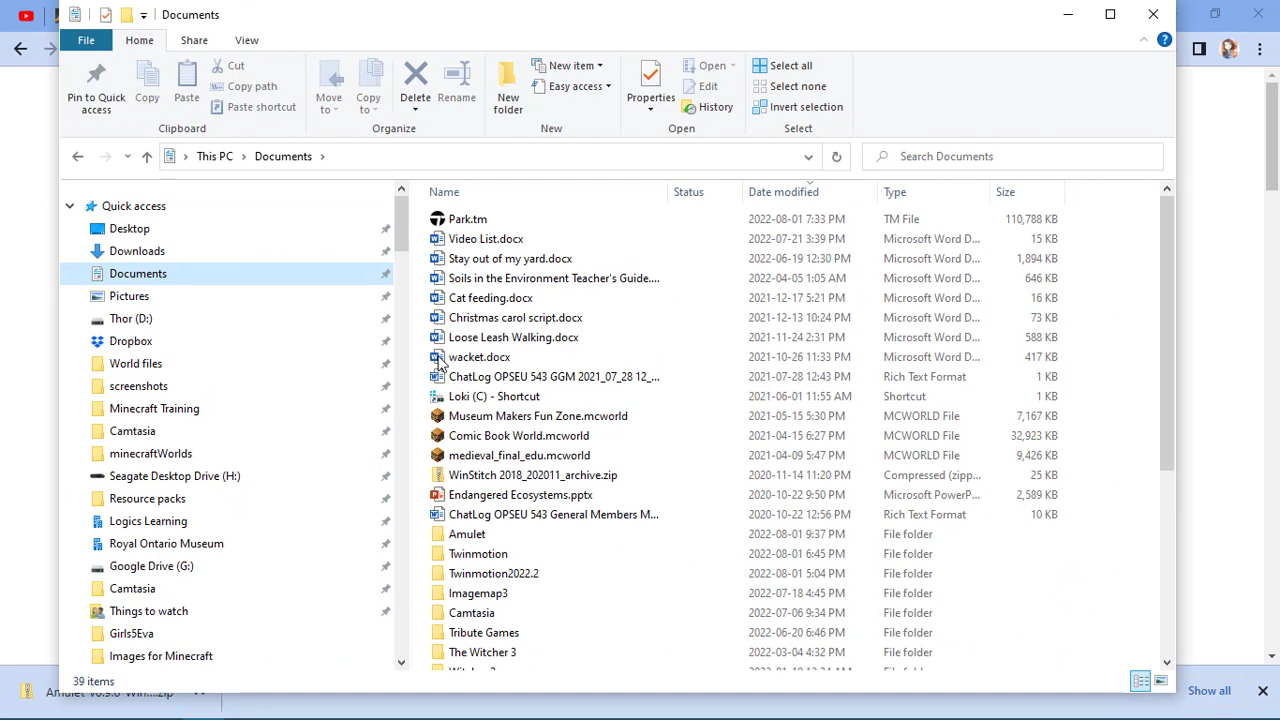 Documents
File Home Share View
Pin to Quick access
Copy
Paste
Cut
Copy path
Paste shortcut
Clipboard
Move to
Copy to
Delete
Rename
Organize
New folder
New item
Easy access
New
Properties
Open
Edit
History
Open
Select all
Select none
Invert selection
Select
This PC > Documents >
Search Documents
Quick access
Desktop
Downloads
Documents
Pictures
Thor (D:)
Dropbox
World files
screenshots
Minecraft Training
Camtasia
minecraftWorlds
Seagate Desktop Drive (H:)
Resource packs
Logics Learning
Royal Ontario Museum
Google Drive (G:)
Camtasia
Things to watch
Girls5Eva
Images for Minecraft
Name Status Date modified Type Size
Park.tm 2022-08-01 7:33 PM TM File 110,788 KB
Video List.docx 2022-07-21 3:39 PM Microsoft Word D... 15 KB
Stay out of my yard.docx 2022-06-19 12:30 PM Microsoft Word D... 1,894 KB
Soils in the Environment Teacher's Guide.... 2022-04-05 1:05 AM Microsoft Word D... 646 KB
Cat feeding.docx 2021-12-17 5:21 PM Microsoft Word D... 16 KB
Christmas carol script.docx 2021-12-13 10:24 PM Microsoft Word D... 73 KB
Loose Leash Walking.docx 2021-11-24 2:31 PM Microsoft Word D... 588 KB
wacket.docx 2021-10-26 11:33 PM Microsoft Word D... 417 KB
ChatLog OPSEU 543 GGM 2021_07_28 12_... 2021-07-28 12:43 PM Rich Text Format 1 KB
Loki (C) - Shortcut 2021-06-01 11:55 AM Shortcut 1 KB
Museum Makers Fun Zone.mcworld 2021-05-15 5:30 PM MCWORLD File 7,167 KB
Comic Book World.mcworld 2021-04-15 6:27 PM MCWORLD File 32,923 KB
medieval_final_edu.mcworld 2021-04-09 5:47 PM MCWORLD File 9,426 KB
WinStitch 2018_202011_archive.zip 2020-11-14 11:20 PM Compressed (zipp... 25 KB
Endangered Ecosystems.pptx 2020-10-22 9:50 PM Microsoft PowerP... 2,589 KB
ChatLog OPSEU 543 General Members M... 2020-10-22 12:56 PM Rich Text Format 10 KB
Amulet 2022-08-01 9:37 PM File folder
Twinmotion 2022-08-01 6:45 PM File folder
Twinmotion2022.2 2022-08-01 5:04 PM File folder
Imagemap3 2022-07-18 4:45 PM File folder
Camtasia 2022-07-06 9:34 PM File folder
Tribute Games 2022-06-20 6:46 PM File folder
The Witcher 3 2022-03-04 4:32 PM File folder
39 items
Show all